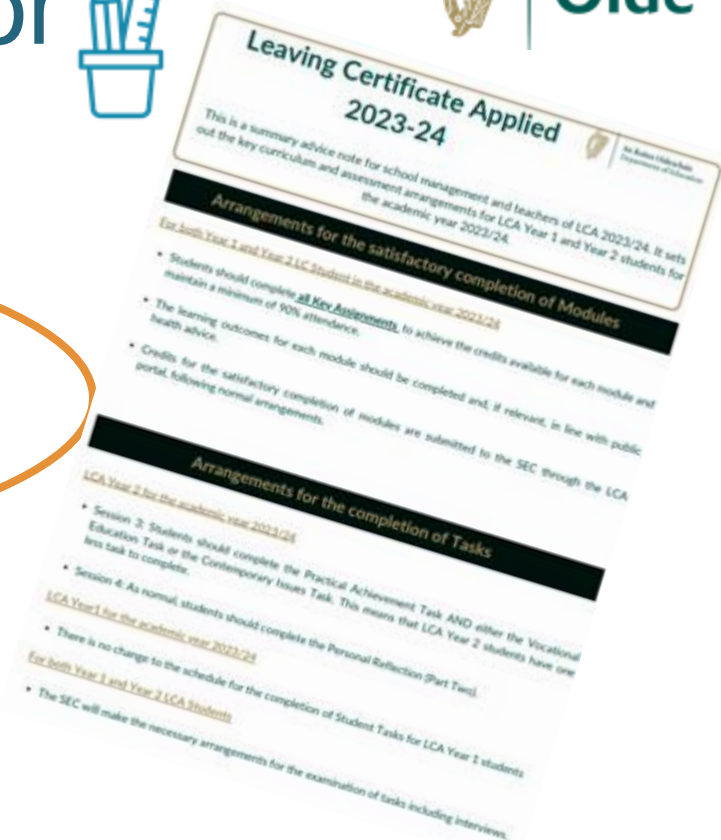 or
Oide
Leaving Certificate Applied
2023-24
An Roinn Oideachais
Department of Education
This is a summary advice note for school management and teachers of LCA 2023/24. It sets
out the key curriculum and assessment arrangements for LCA Year 1 and Year 2 students for
the academic year 2023/24.
Arrangements for the satisfactory completion of Modules
For both Year 1 and Year 2 LC Student in the academic year 2023/24
• Students should complete all Key Assignments, to achieve the credits available for each module and
maintain a minimum of 90% attendance.
• The learning outcomes for each module should be completed and, if relevant, in line with public
health advice.
• Credits for the satisfactory completion of modules are submitted to the SEC through the LCA
portal, following normal arrangements.
Arrangements for the completion of Tasks
LCA Year 2 for the academic year 2023/24
• Session 3: Students should complete the Practical Achievement Task AND either the Vocational
Education Task or the Contemporary Issues Task. This means that LCA Year 2 students have one
less task to complete.
• Session 4: As normal, students should complete the Personal Reflection (Part Two).
LCA Year1 for the academic year 2023/24
• There is no change to the schedule for the completion of Student Tasks for LCA Year 1 students
For both Year 1 and Year 2 LCA Students
• The SEC will make the necessary arrangements for the examination of tasks including interviews.